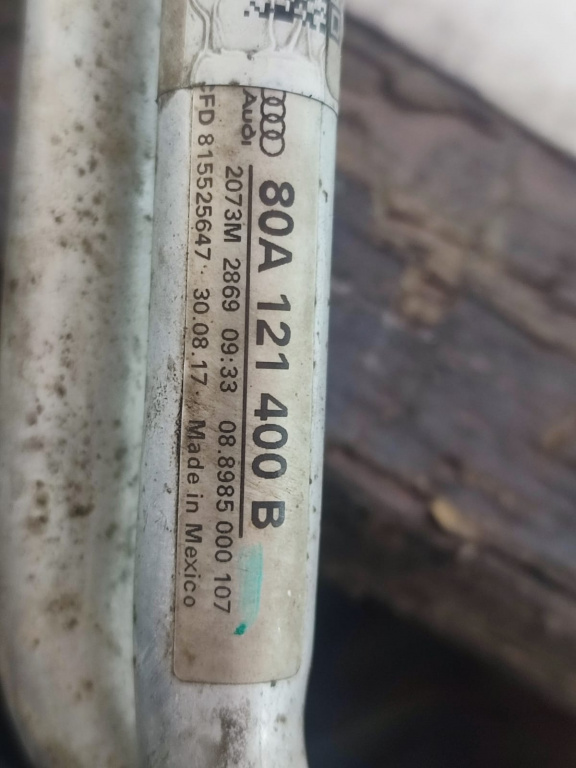 Audi
80A 121 400 B
2073M 2869 09:33 08.8985 000 107
FD 815525647· 30.08.17· Made in Mexico